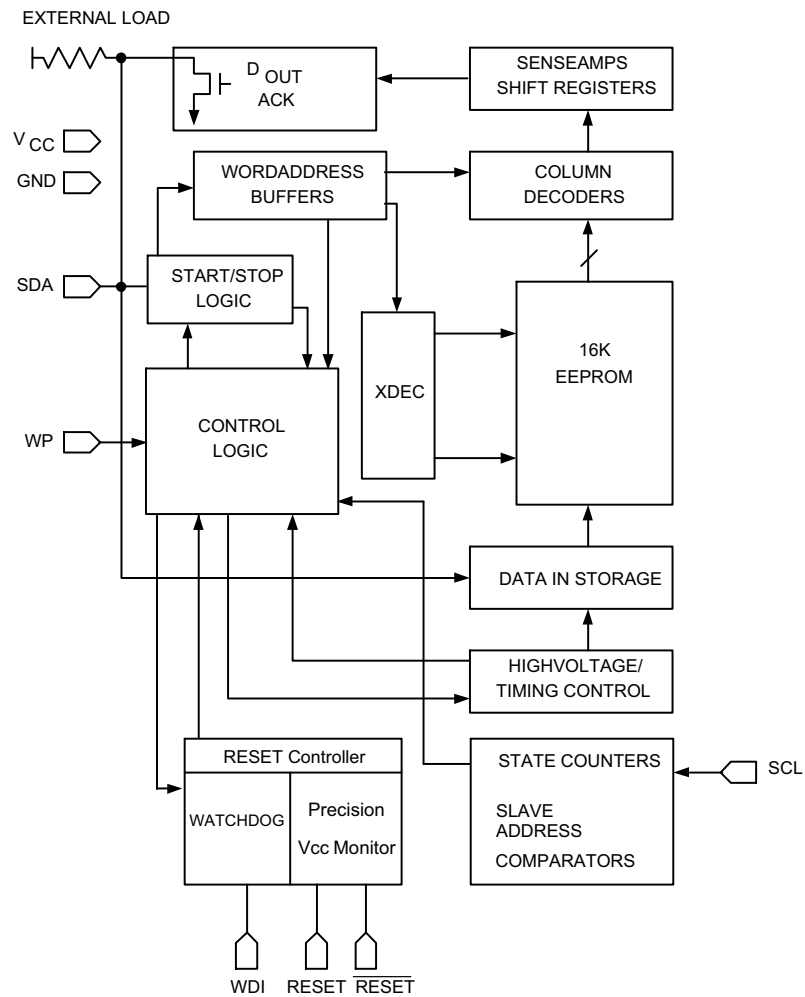 EXTERNAL LOAD
D OUT
ACK
SENSEAMPS
SHIFT REGISTERS
V CC
GND
WORDADDRESS
BUFFERS
COLUMN
DECODERS
SDA
START/STOP
LOGIC
XDEC
16K
EEPROM
WP
CONTROL
LOGIC
DATA IN STORAGE
HIGHVOLTAGE/
TIMING CONTROL
RESET Controller
WATCHDOG
Precision
Vcc Monitor
STATE COUNTERS
SLAVE
ADDRESS
COMPARATORS
SCL
WDI
RESET
RESET